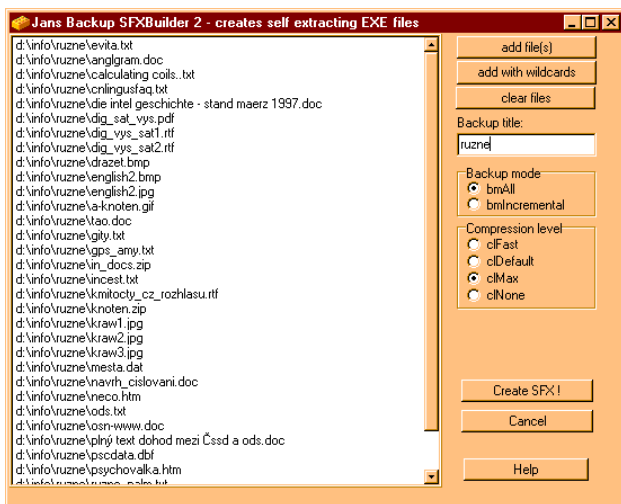 Jans Backup SFXBuilder 2 - creates self extracting EXE files
d:\info\ruzne\evita.txt
d:\info\ruzne\anglgram.doc
d:\info\ruzne\calculating coils..txt
d:\info\ruzne\cnlingusfaq.txt
d:\info\ruzne\die intel geschichte - stand maerz 1997.doc
d:\info\ruzne\dig_sat_vys.pdf
d:\info\ruzne\dig_vys_sat1.rtf
d:\info\ruzne\dig_vys_sat2.rtf
d:\info\ruzne\drazet.bmp
d:\info\ruzne\english2.bmp
d:\info\ruzne\english2.jpg
d:\info\ruzne\a-knoten.gif
d:\info\ruzne\tao.doc
d:\info\ruzne\gity.txt
d:\info\ruzne\gps_amy.txt
d:\info\ruzne\in_docs.zip
d:\info\ruzne\incest.txt
d:\info\ruzne\kmitocty_cz_rozhlasu.rtf
d:\info\ruzne\knoten.zip
d:\info\ruzne\kraw1.jpg
d:\info\ruzne\kraw2.jpg
d:\info\ruzne\kraw3.jpg
d:\info\ruzne\mesta.dat
d:\info\ruzne\navrh_cislovani.doc
d:\info\ruzne\neco.htm
d:\info\ruzne\ods.txt
d:\info\ruzne\osn-www.doc
d:\info\ruzne\plný text dohod mezi Čssd a ods.doc
d:\info\ruzne\pscdata.dbf
d:\info\ruzne\psychovalka.htm
d:\info\ruzne\ruzne_palm.txt
add file(s)
add with wildcards
clear files
Backup title:
ruzne
Backup mode
bmAll
bmIncremental
Compression level
clFast
clDefault
clMax
clNone
Create SFX !
Cancel
Help